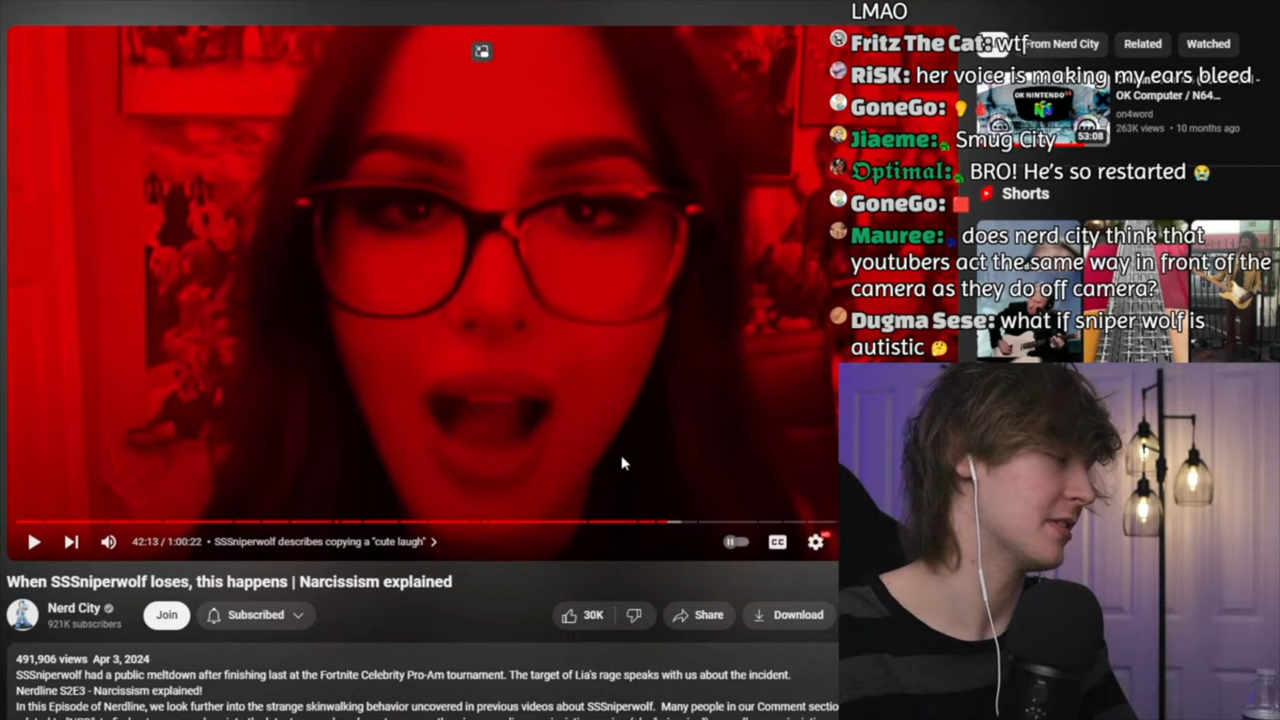 LMAO
Fritz The Cat: wtf
From Nerd City
Related
Watched
RiSK: her voice is making my ears bleed
OK NINTENDO
OK Computer / N64...
GoneGo:
on4word
263K views • 10 months ago
53:08
Jiaeme: Smug City
Optimal: BRO! He's so restarted
Shorts
GoneGo:
Mauree: does nerd city think that
youtubers act the same way in front of the
camera as they do off camera?
Dugma Sese: what if sniper wolf is
autistic
42:13 / 1:00:22 • SSSniperwolf describes copying a "cute laugh"
CC
HD
When SSSniperwolf loses, this happens | Narcissism explained
Nerd City
921K subscribers
Join
Subscribed
30K
Share
Download
491,906 views Apr 3, 2024
SSSniperwolf had a public meltdown after finishing last at the Fortnite Celebrity Pro-Am tournament. The target of Lia's rage speaks with us about the incident.
Nerdline S2E3 - Narcissism explained!
In this Episode of Nerdline, we look further into the strange skinwalking behavior uncovered in previous videos about SSSniperwolf. Many people in our Comment sectio